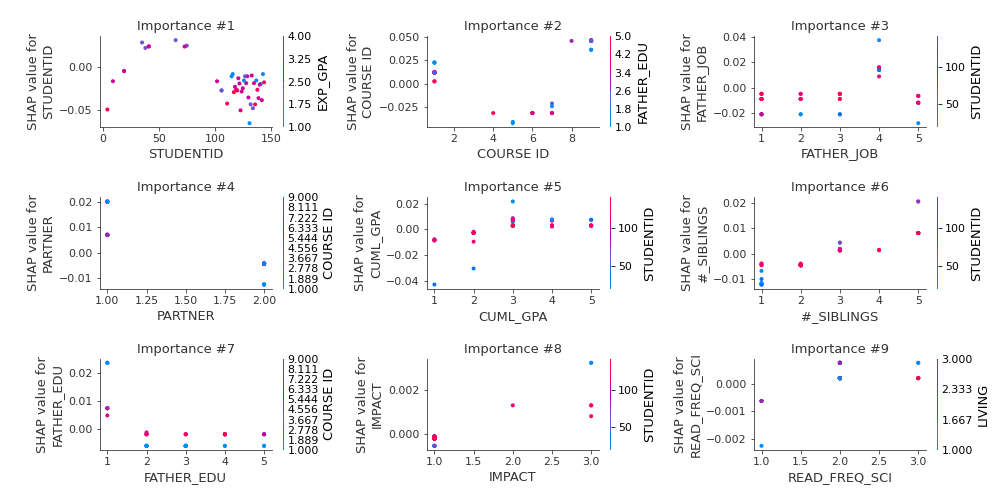 Importance #1
SHAP value for
STUDENTID
0.00
−0.05
0
50
100
150
STUDENTID
4.00
3.25
2.50
1.75
1.00
EXP_GPA
Importance #2
SHAP value for
COURSE ID
0.050
0.025
0.000
−0.025
2
4
6
8
COURSE ID
5.0
4.2
3.4
2.6
1.8
1.0
FATHER_EDU
Importance #3
SHAP value for
FATHER_JOB
0.04
0.02
0.00
−0.02
1
2
3
4
5
FATHER_JOB
100
50
STUDENTID
Importance #4
SHAP value for
PARTNER
0.02
0.01
0.00
−0.01
1.00
1.25
1.50
1.75
2.00
PARTNER
9.000
8.111
7.222
6.333
5.444
4.556
3.667
2.778
1.889
1.000
COURSE ID
Importance #5
SHAP value for
CUML_GPA
0.02
0.00
−0.02
−0.04
1
2
3
4
5
CUML_GPA
100
50
STUDENTID
Importance #6
SHAP value for
#_SIBLINGS
0.02
0.01
0.00
−0.01
1
2
3
4
5
#_SIBLINGS
100
50
STUDENTID
Importance #7
SHAP value for
FATHER_EDU
0.02
0.01
0.00
1
2
3
4
5
FATHER_EDU
9.000
8.111
7.222
6.333
5.444
4.556
3.667
2.778
1.889
1.000
COURSE ID
Importance #8
SHAP value for
IMPACT
0.002
0.000
1.0
1.5
2.0
2.5
3.0
IMPACT
100
50
STUDENTID
Importance #9
SHAP value for
READ_FREQ_SCI
0.000
−0.001
−0.002
1.0
1.5
2.0
2.5
3.0
READ_FREQ_SCI
3.000
2.333
1.667
1.000
LIVING